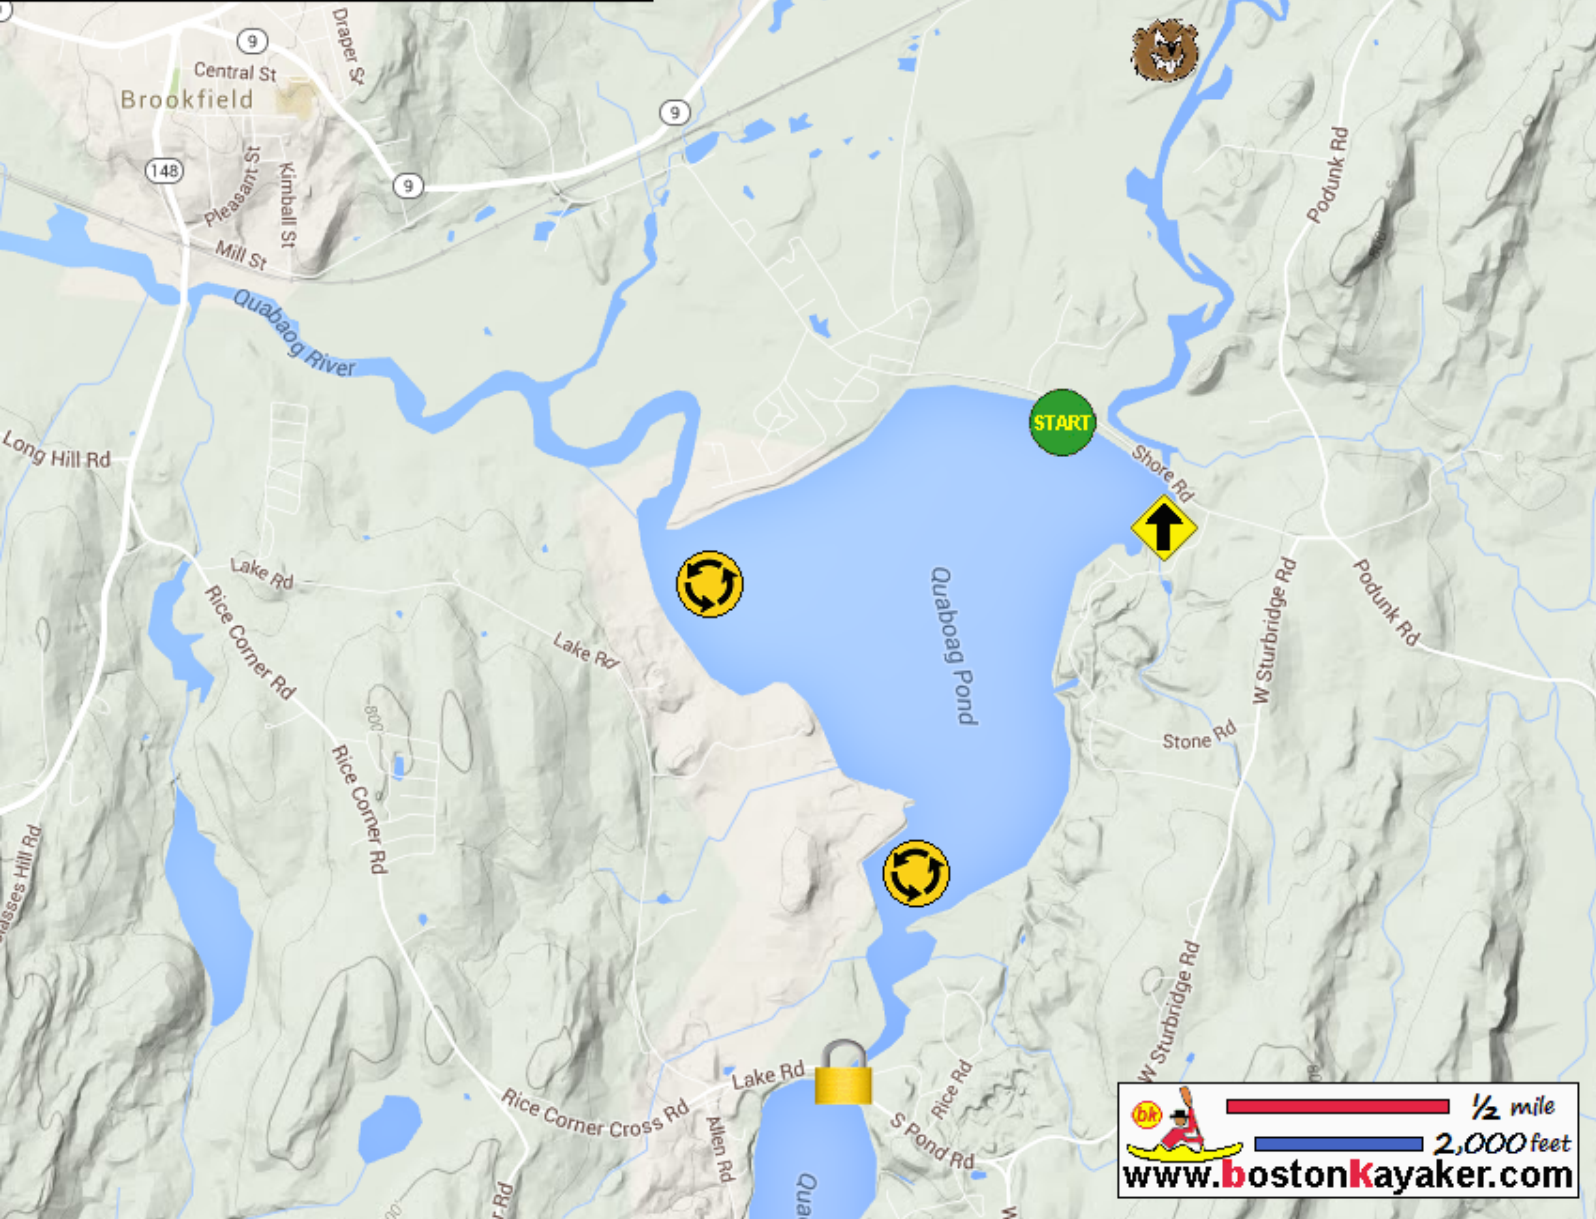 9
Draper St
Central St
Brookfield
9
148
Pleasant St
Kimball St
9
Mill St
Podunk Rd
Quabaog River
START
Long Hill Rd
Shore Rd
Lake Rd
Rice Corner Rd
Lake Rd
Quaboag Pond
W Sturbridge Rd
Podunk Rd
800
Stone Rd
Rice Corner Rd
W Sturbridge Rd
Lake Rd
Rice Rd
Rice Corner Cross Rd
Allen Rd
S Pond Rd
Quad
bk
1/2 mile
2,000 feet
www.bostonkayaker.com